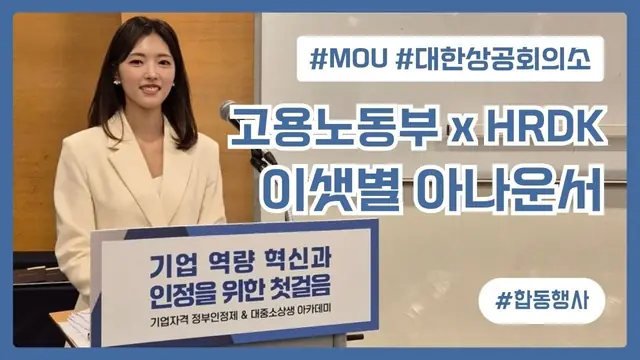 #MOU #대한상공회의소
고용노동부 x HRDK
이샛별 아나운서
기업 역량 혁신과
인정을 위한 첫걸음
기업자격 정부인정제 & 대중소상생 아카데미
#합동행사